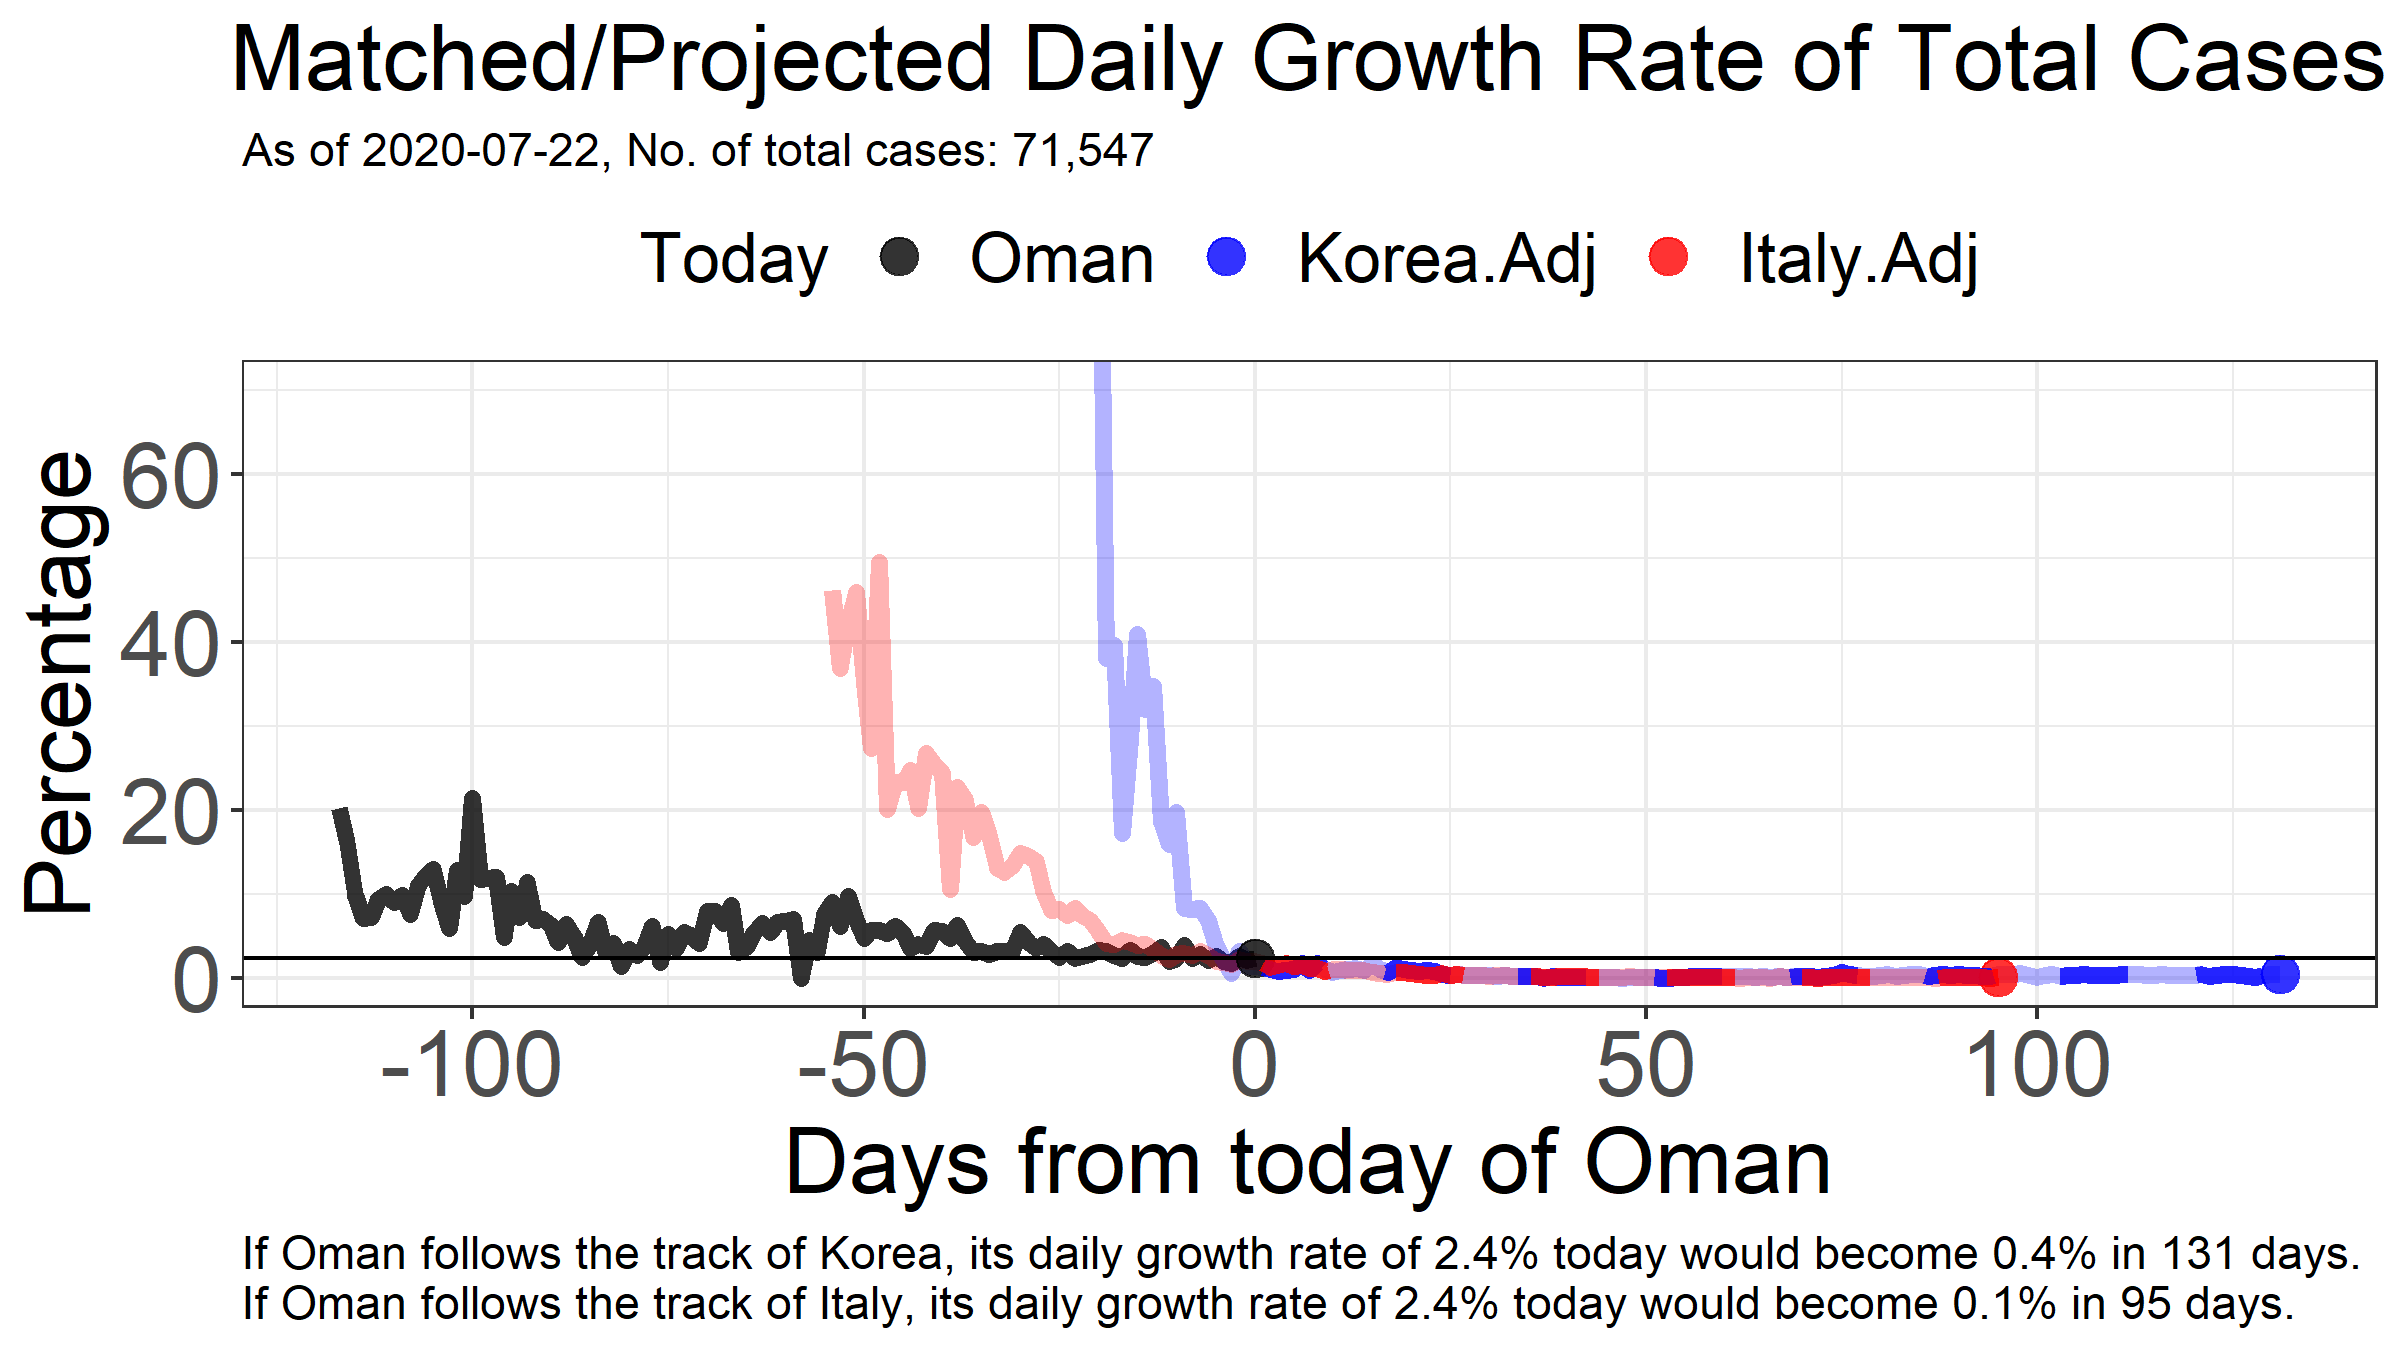 Matched/Projected Daily Growth Rate of Total Cases
As of 2020-07-22, No. of total cases: 71,547
Today Oman Korea.Adj Italy.Adj
Percentage
60
40
20
0
-100 -50 0 50 100
Days from today of Oman
If Oman follows the track of Korea, its daily growth rate of 2.4% today would become 0.4% in 131 days.
If Oman follows the track of Italy, its daily growth rate of 2.4% today would become 0.1% in 95 days.